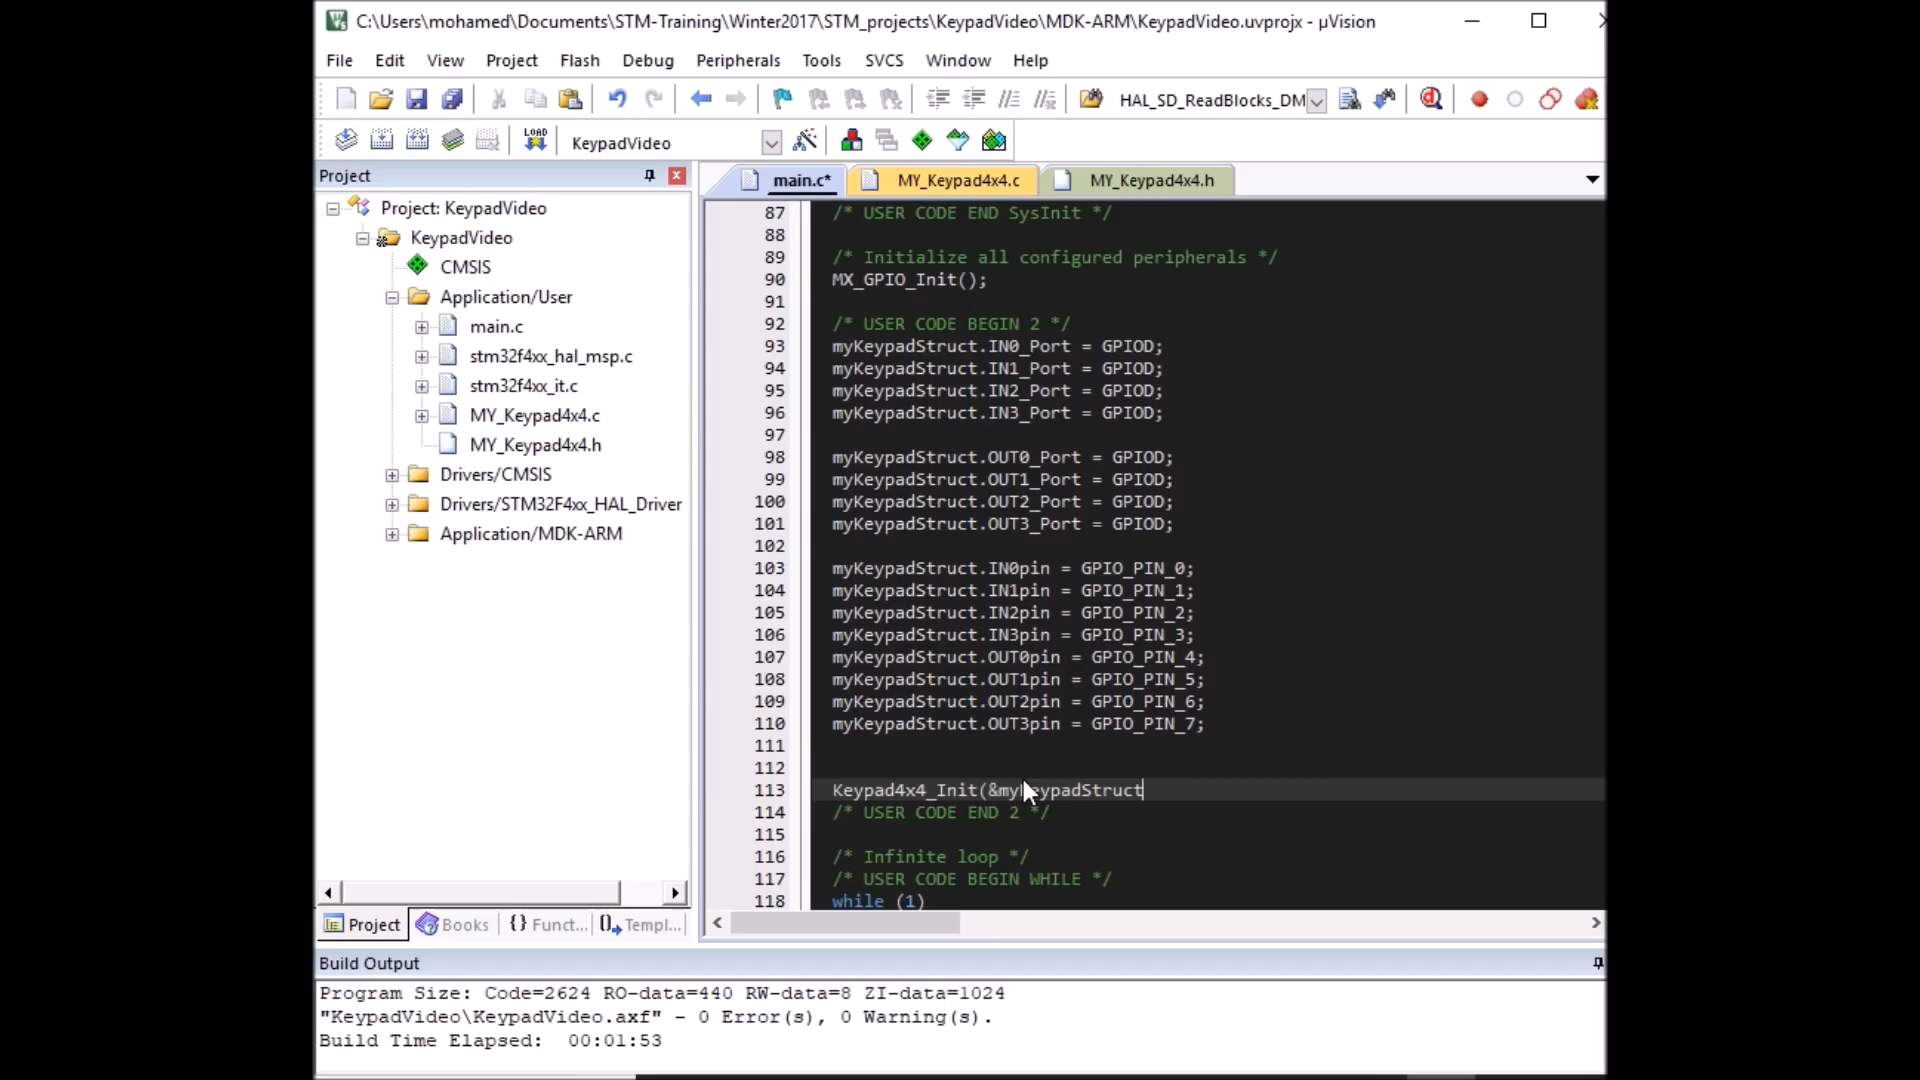 C:\Users\mohamed\Documents\STM-Training\Winter2017\STM_projects\KeypadVideo\MDK-ARM\KeypadVideo.uvprojx - µVision
File Edit View Project Flash Debug Peripherals Tools SVCS Window Help
HAL_SD_ReadBlocks_DM
LOAD KeypadVideo
Project
main.c* MY_Keypad4x4.c MY_Keypad4x4.h
Project: KeypadVideo
KeypadVideo
CMSIS
Application/User
main.c
stm32f4xx_hal_msp.c
stm32f4xx_it.c
MY_Keypad4x4.c
MY_Keypad4x4.h
Drivers/CMSIS
Drivers/STM32F4xx_HAL_Driver
Application/MDK-ARM
Project Books {} Funct... Templ...
87 /* USER CODE END SysInit */
88
89 /* Initialize all configured peripherals */
90 MX_GPIO_Init();
91
92 /* USER CODE BEGIN 2 */
93 myKeypadStruct.IN0_Port = GPIOD;
94 myKeypadStruct.IN1_Port = GPIOD;
95 myKeypadStruct.IN2_Port = GPIOD;
96 myKeypadStruct.IN3_Port = GPIOD;
97
98 myKeypadStruct.OUT0_Port = GPIOD;
99 myKeypadStruct.OUT1_Port = GPIOD;
100 myKeypadStruct.OUT2_Port = GPIOD;
101 myKeypadStruct.OUT3_Port = GPIOD;
102
103 myKeypadStruct.IN0pin = GPIO_PIN_0;
104 myKeypadStruct.IN1pin = GPIO_PIN_1;
105 myKeypadStruct.IN2pin = GPIO_PIN_2;
106 myKeypadStruct.IN3pin = GPIO_PIN_3;
107 myKeypadStruct.OUT0pin = GPIO_PIN_4;
108 myKeypadStruct.OUT1pin = GPIO_PIN_5;
109 myKeypadStruct.OUT2pin = GPIO_PIN_6;
110 myKeypadStruct.OUT3pin = GPIO_PIN_7;
111
112
113 Keypad4x4_Init(&myKeypadStruct
114 /* USER CODE END 2 */
115
116 /* Infinite loop */
117 /* USER CODE BEGIN WHILE */
118 while (1)
Build Output
Program Size: Code=2624 RO-data=440 RW-data=8 ZI-data=1024
"KeypadVideo\KeypadVideo.axf" - 0 Error(s), 0 Warning(s).
Build Time Elapsed: 00:01:53